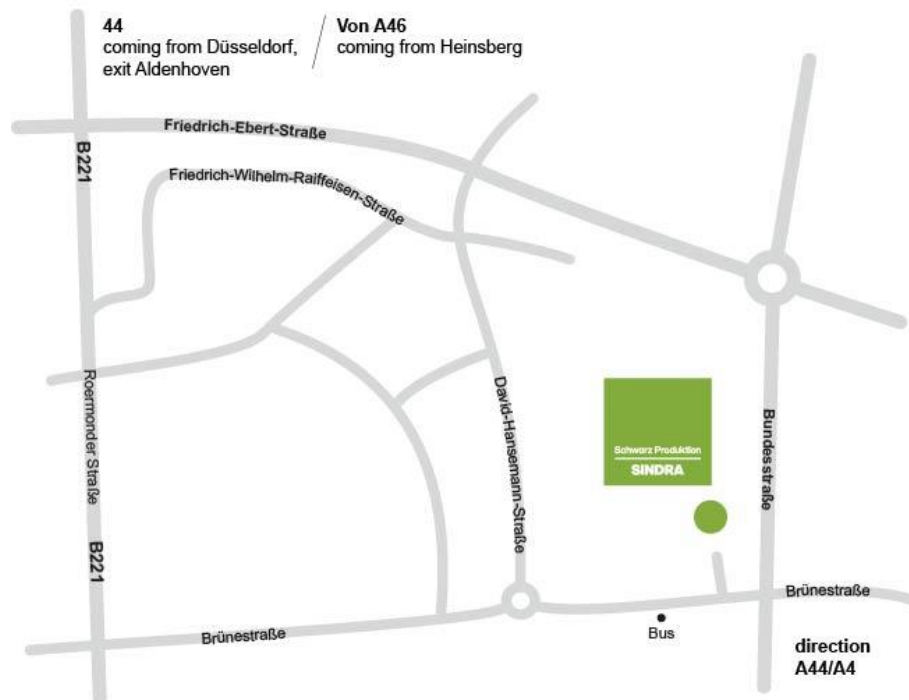 44
coming from Düsseldorf,
exit Aldenhoven
Von A46
coming from Heinsberg
Friedrich-Ebert-Straße
B221
Friedrich-Wilhelm-Raiffeisen-Straße
Roermonder Straße
David-Hansemann-Straße
Bundesstraße
Schwarz Produktion
SINDRA
B221
Brünestraße
Brünestraße
Bus
direction
A44/A4